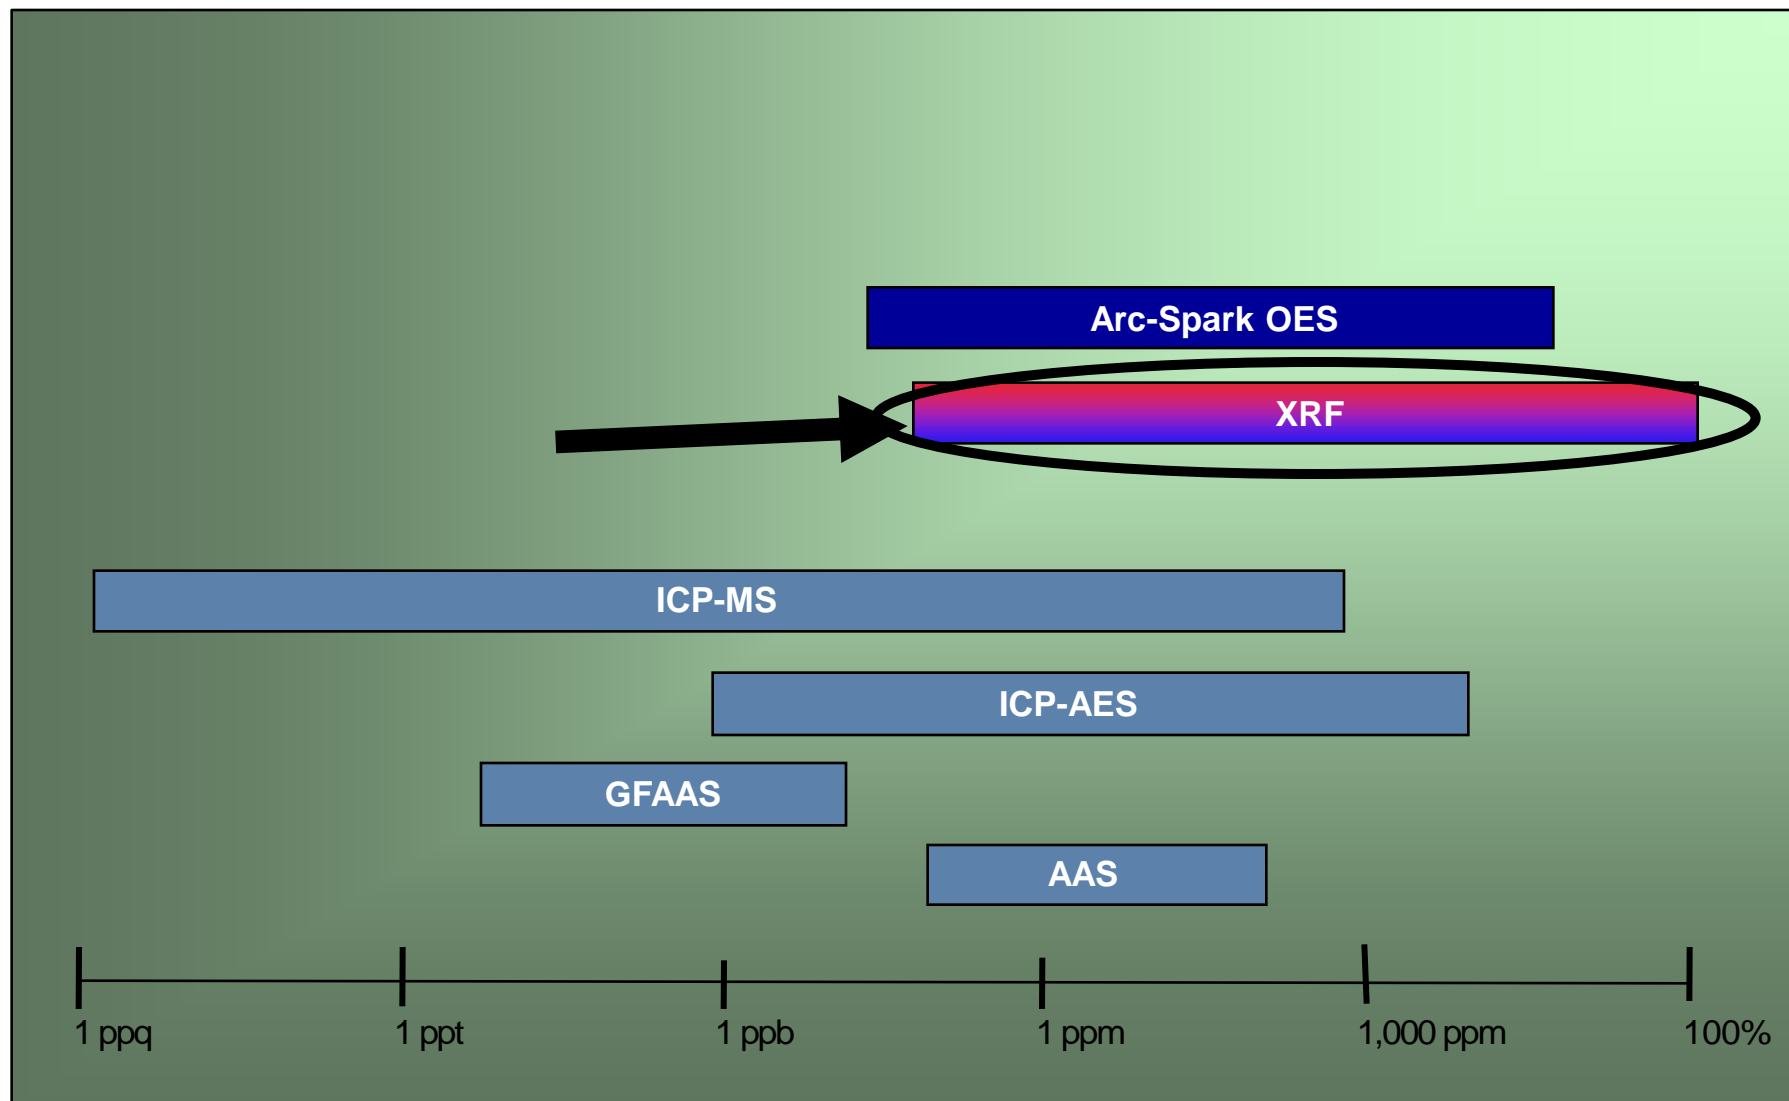 Arc-Spark OES
XRF
ICP-MS
ICP-AES
GFAAS
AAS
1 ppq 1 ppt 1 ppb 1 ppm 1,000 ppm 100%